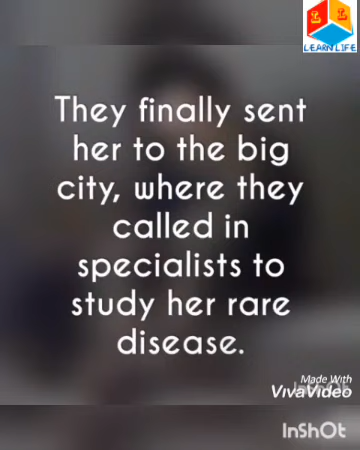 L L
LEARN LIFE
They finally sent
her to the big
city, where they
called in
specialists to
study her rare
disease.
Made With
VivaVideo
InShOt